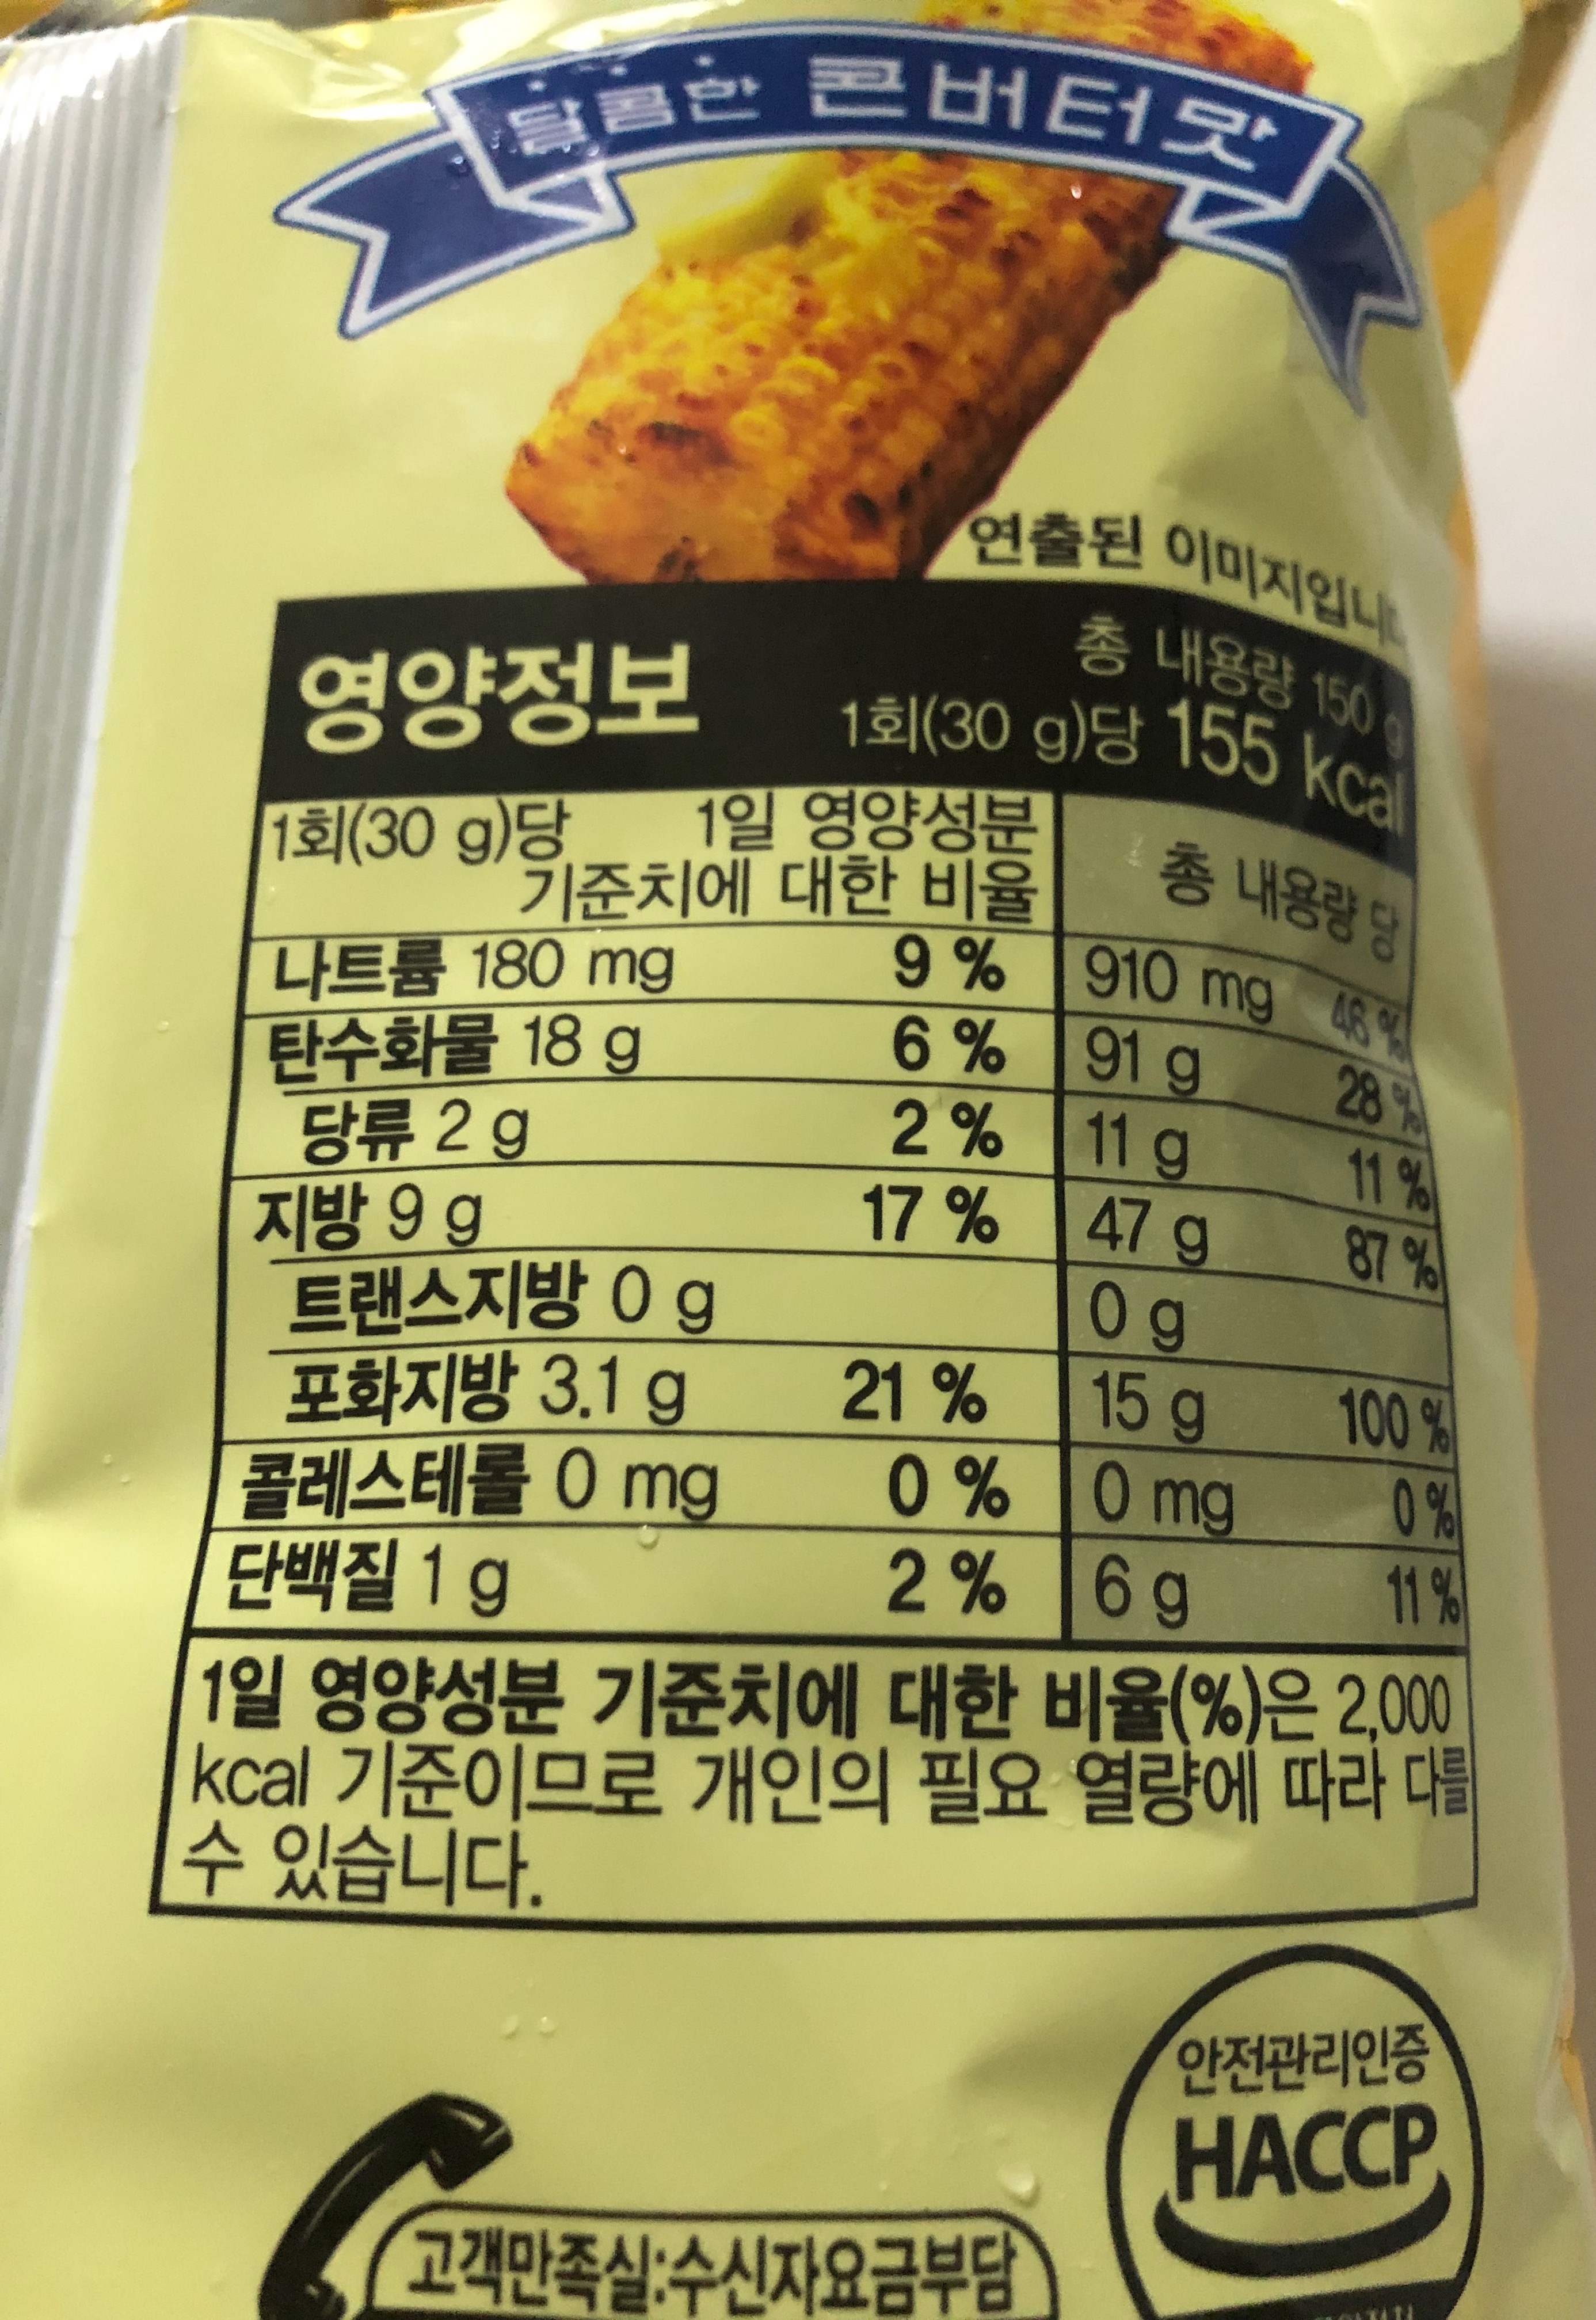 달콤한 콘버터맛
연출된 이미지입니
영양정보
총 내용량 150 g
1회(30 g)당 155 kcal
1회(30 g)당 1일 영양성분
기준치에 대한 비율
총 내용량 당
나트륨 180 mg 9 % 910 mg 46 %
탄수화물 18 g 6 % 91 g 28 %
당류 2 g 2 % 11 g 11 %
지방 9 g 17 % 47 g 87 %
트랜스지방 0 g 0 g
포화지방 3.1 g 21 % 15 g 100 %
콜레스테롤 0 mg 0 % 0 mg 0 %
단백질 1 g 2 % 6 g 11 %
1일 영양성분 기준치에 대한 비율(%)은 2,000
kcal 기준이므로 개인의 필요 열량에 따라 다를
수 있습니다.
안전관리인증
HACCP
고객만족실:수신자요금부담